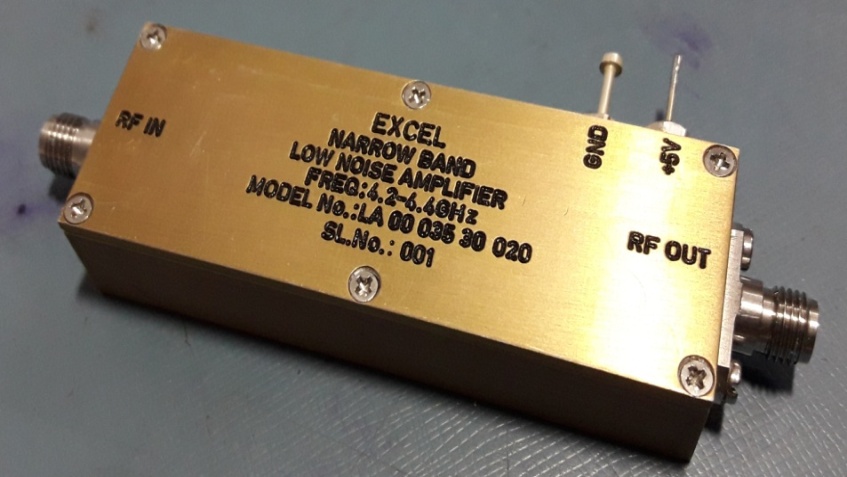 RF IN
EXCEL
NARROW BAND
LOW NOISE AMPLIFIER
FREQ:4.2-4.4GHz
MODEL No.:LA 00 035 30 020
SL.No.: 001
GND
+5V
RF OUT